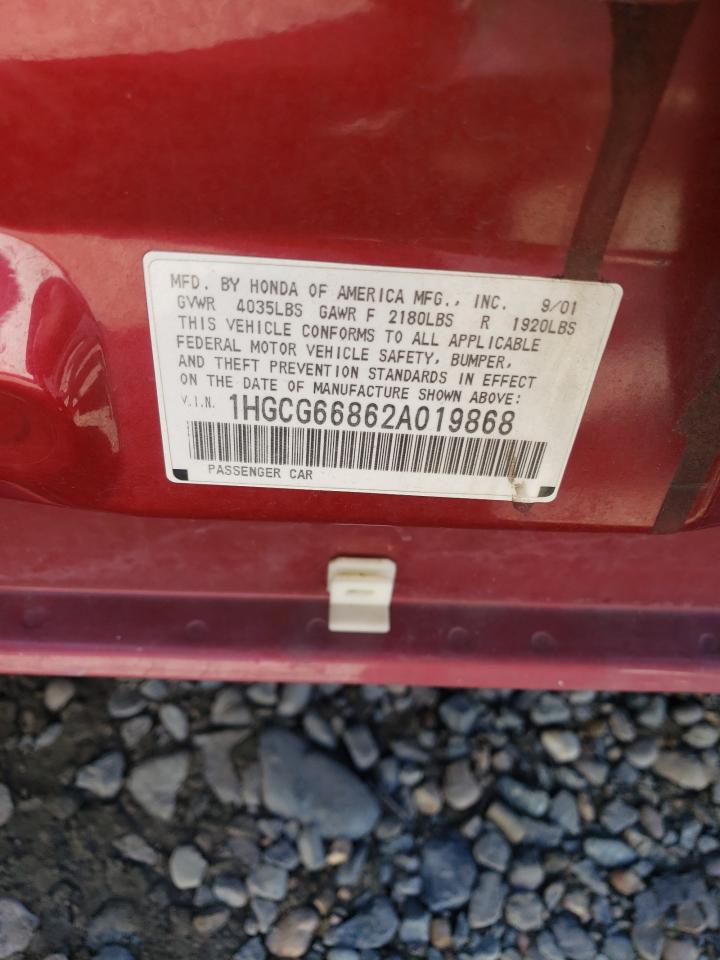 MFD. BY HONDA OF AMERICA MFG., INC. 9/01
GVWR 4035LBS GAWR F 2180LBS R 1920LBS
THIS VEHICLE CONFORMS TO ALL APPLICABLE
FEDERAL MOTOR VEHICLE SAFETY, BUMPER,
AND THEFT PREVENTION STANDARDS IN EFFECT
ON THE DATE OF MANUFACTURE SHOWN ABOVE:
V.I.N. 1HGCG66862A019868
PASSENGER CAR